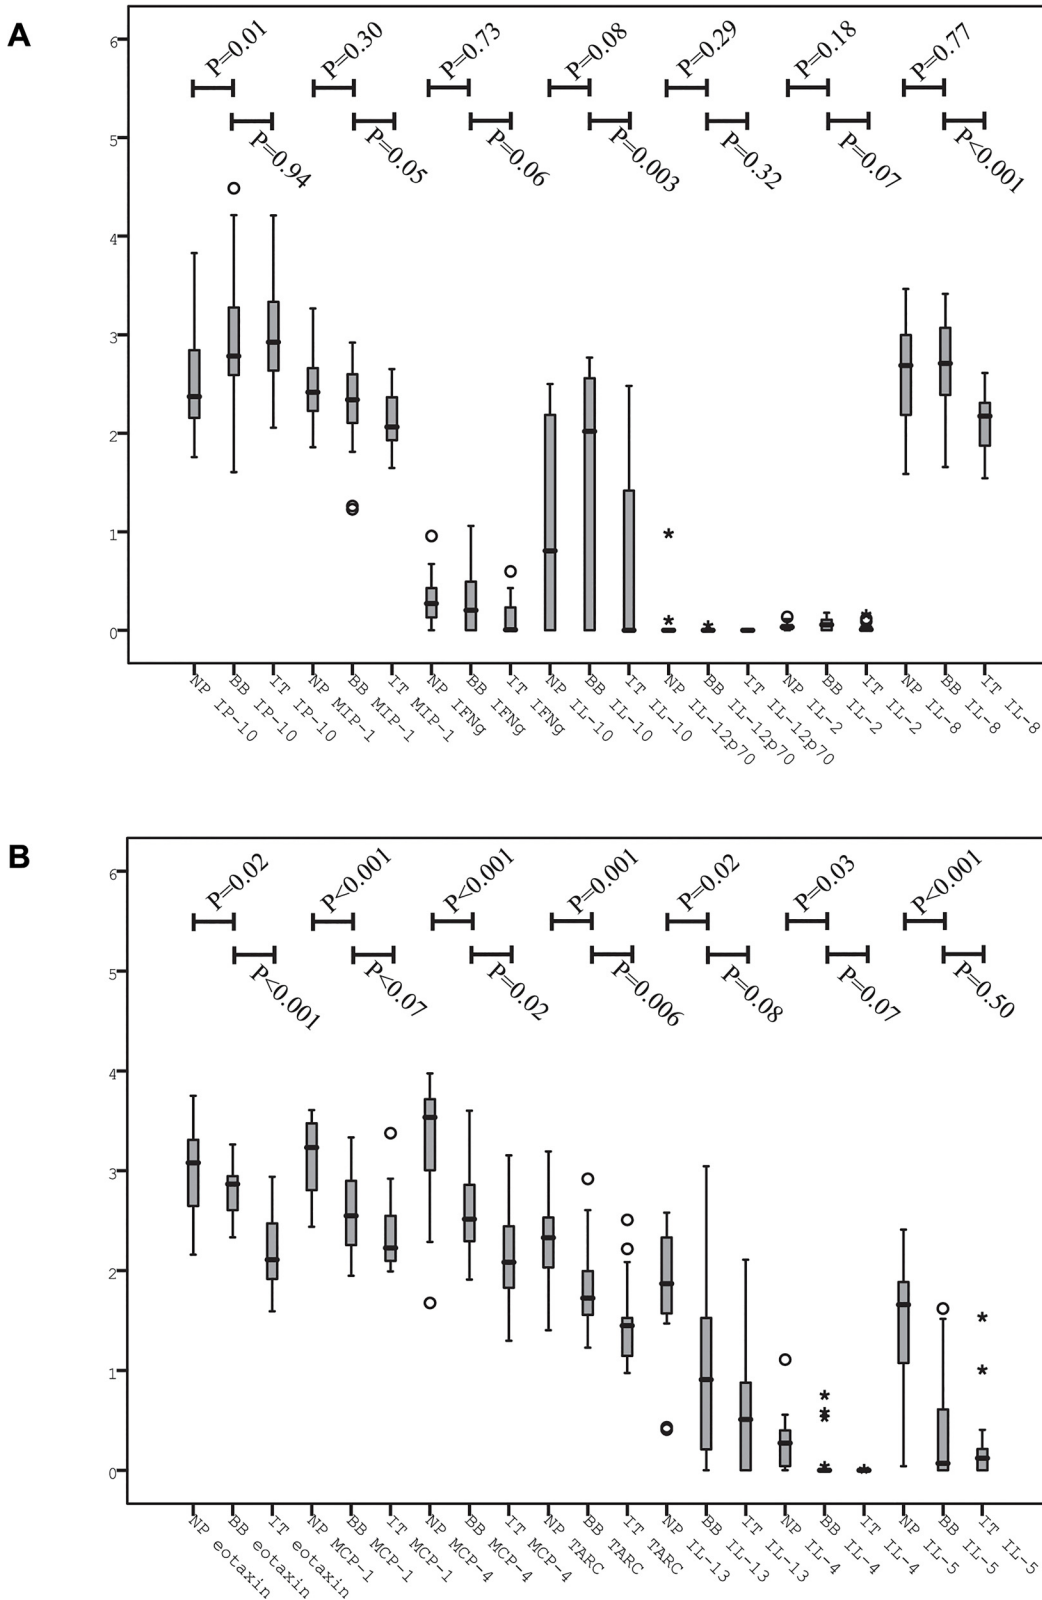 A
P=0.01 P=0.30 P=0.73 P=0.08 P=0.29 P=0.18 P=0.77
P=0.94 P=0.05 P=0.06 P=0.003 P=0.32 P=0.07 P<0.001
6
5
4
3
2
1
0
NP IP-10
BB IP-10
IT IP-10
NP MIP-1
BB MIP-1
IT MIP-1
NP IFNg
BB IFNg
IT IFNg
NP IL-10
BB IL-10
IT IL-10
NP IL-12p70
BB IL-12p70
IT IL-12p70
NP IL-2
BB IL-2
IT IL-2
NP IL-8
BB IL-8
IT IL-8
B
P=0.02 P<0.001 P<0.001 P=0.001 P=0.02 P=0.03 P<0.001
P<0.001 P<0.07 P=0.02 P=0.006 P=0.08 P=0.07 P=0.50
6
5
4
3
2
1
0
NP eotaxin
BB eotaxin
IT eotaxin
NP MCP-1
BB MCP-1
IT MCP-1
NP MCP-4
BB MCP-4
IT MCP-4
NP TARC
BB TARC
IT TARC
NP IL-13
BB IL-13
IT IL-13
NP IL-4
BB IL-4
IT IL-4
NP IL-5
BB IL-5
IT IL-5